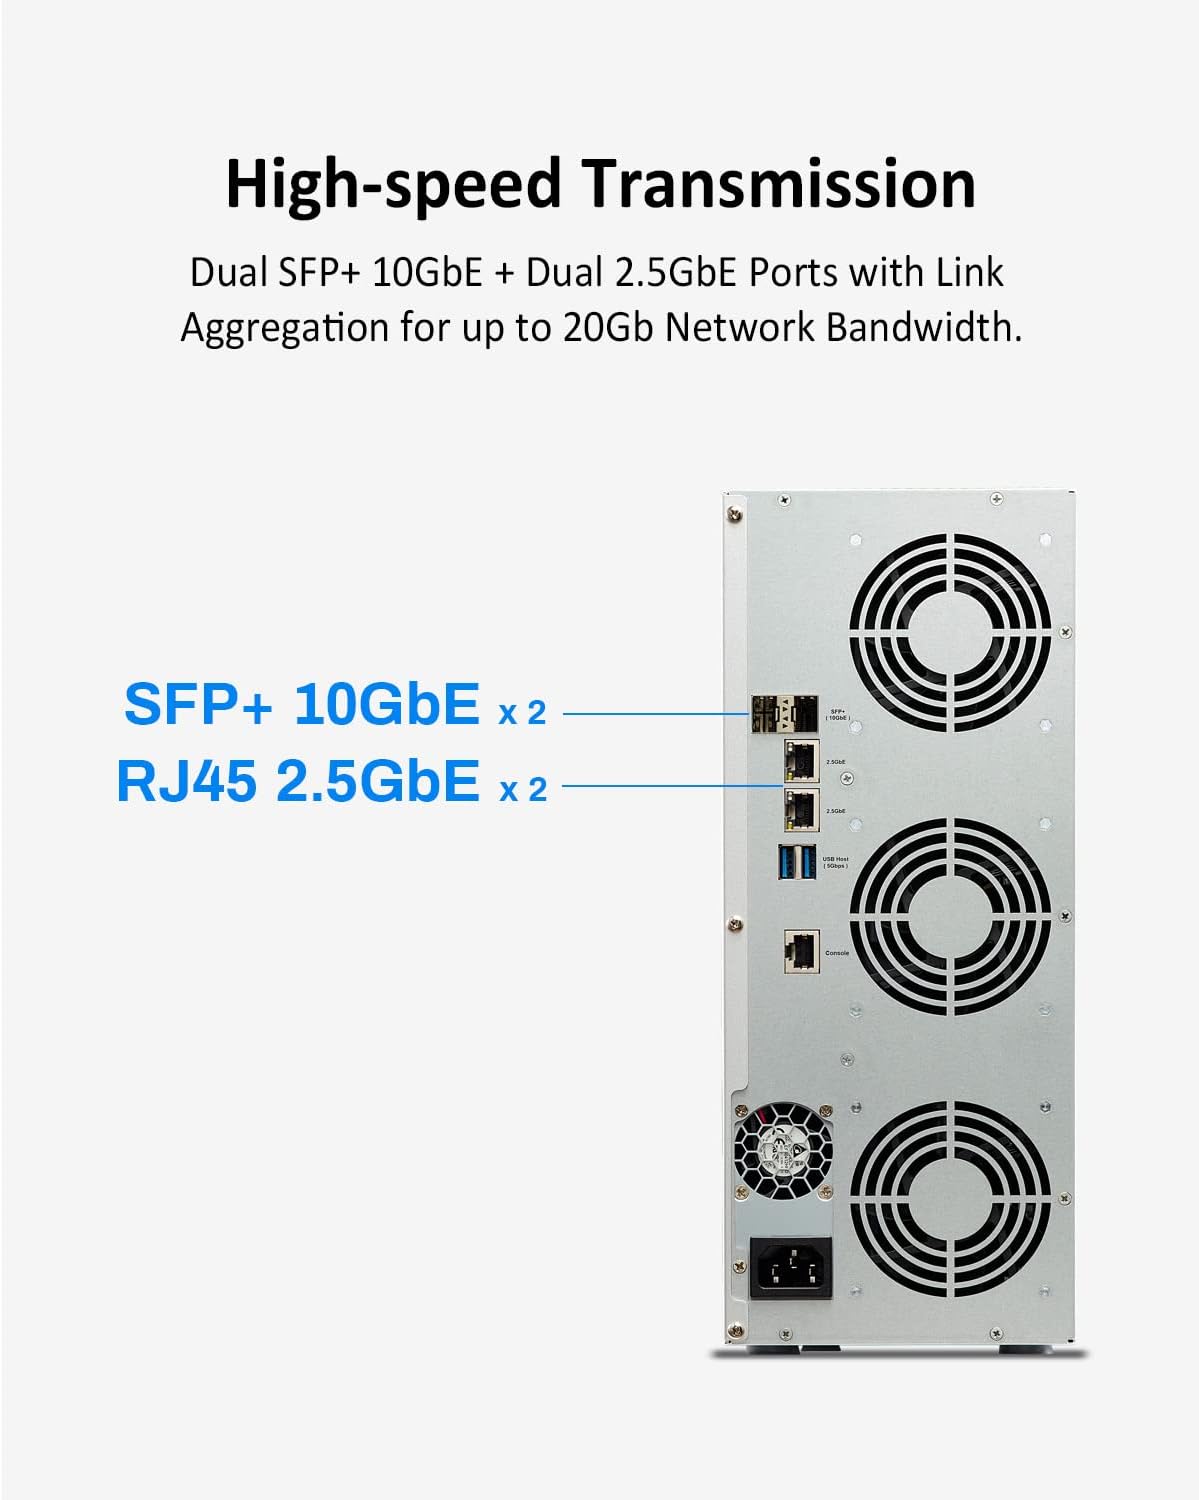 High-speed Transmission
Dual SFP+ 10GbE + Dual 2.5GbE Ports with Link
Aggregation for up to 20Gb Network Bandwidth.
SFP+ 10GbE x 2
RJ45 2.5GbE x 2
SFP+
( 10GbE )
2.5GbE
2.5GbE
USB Host
( 5Gbps )
Console